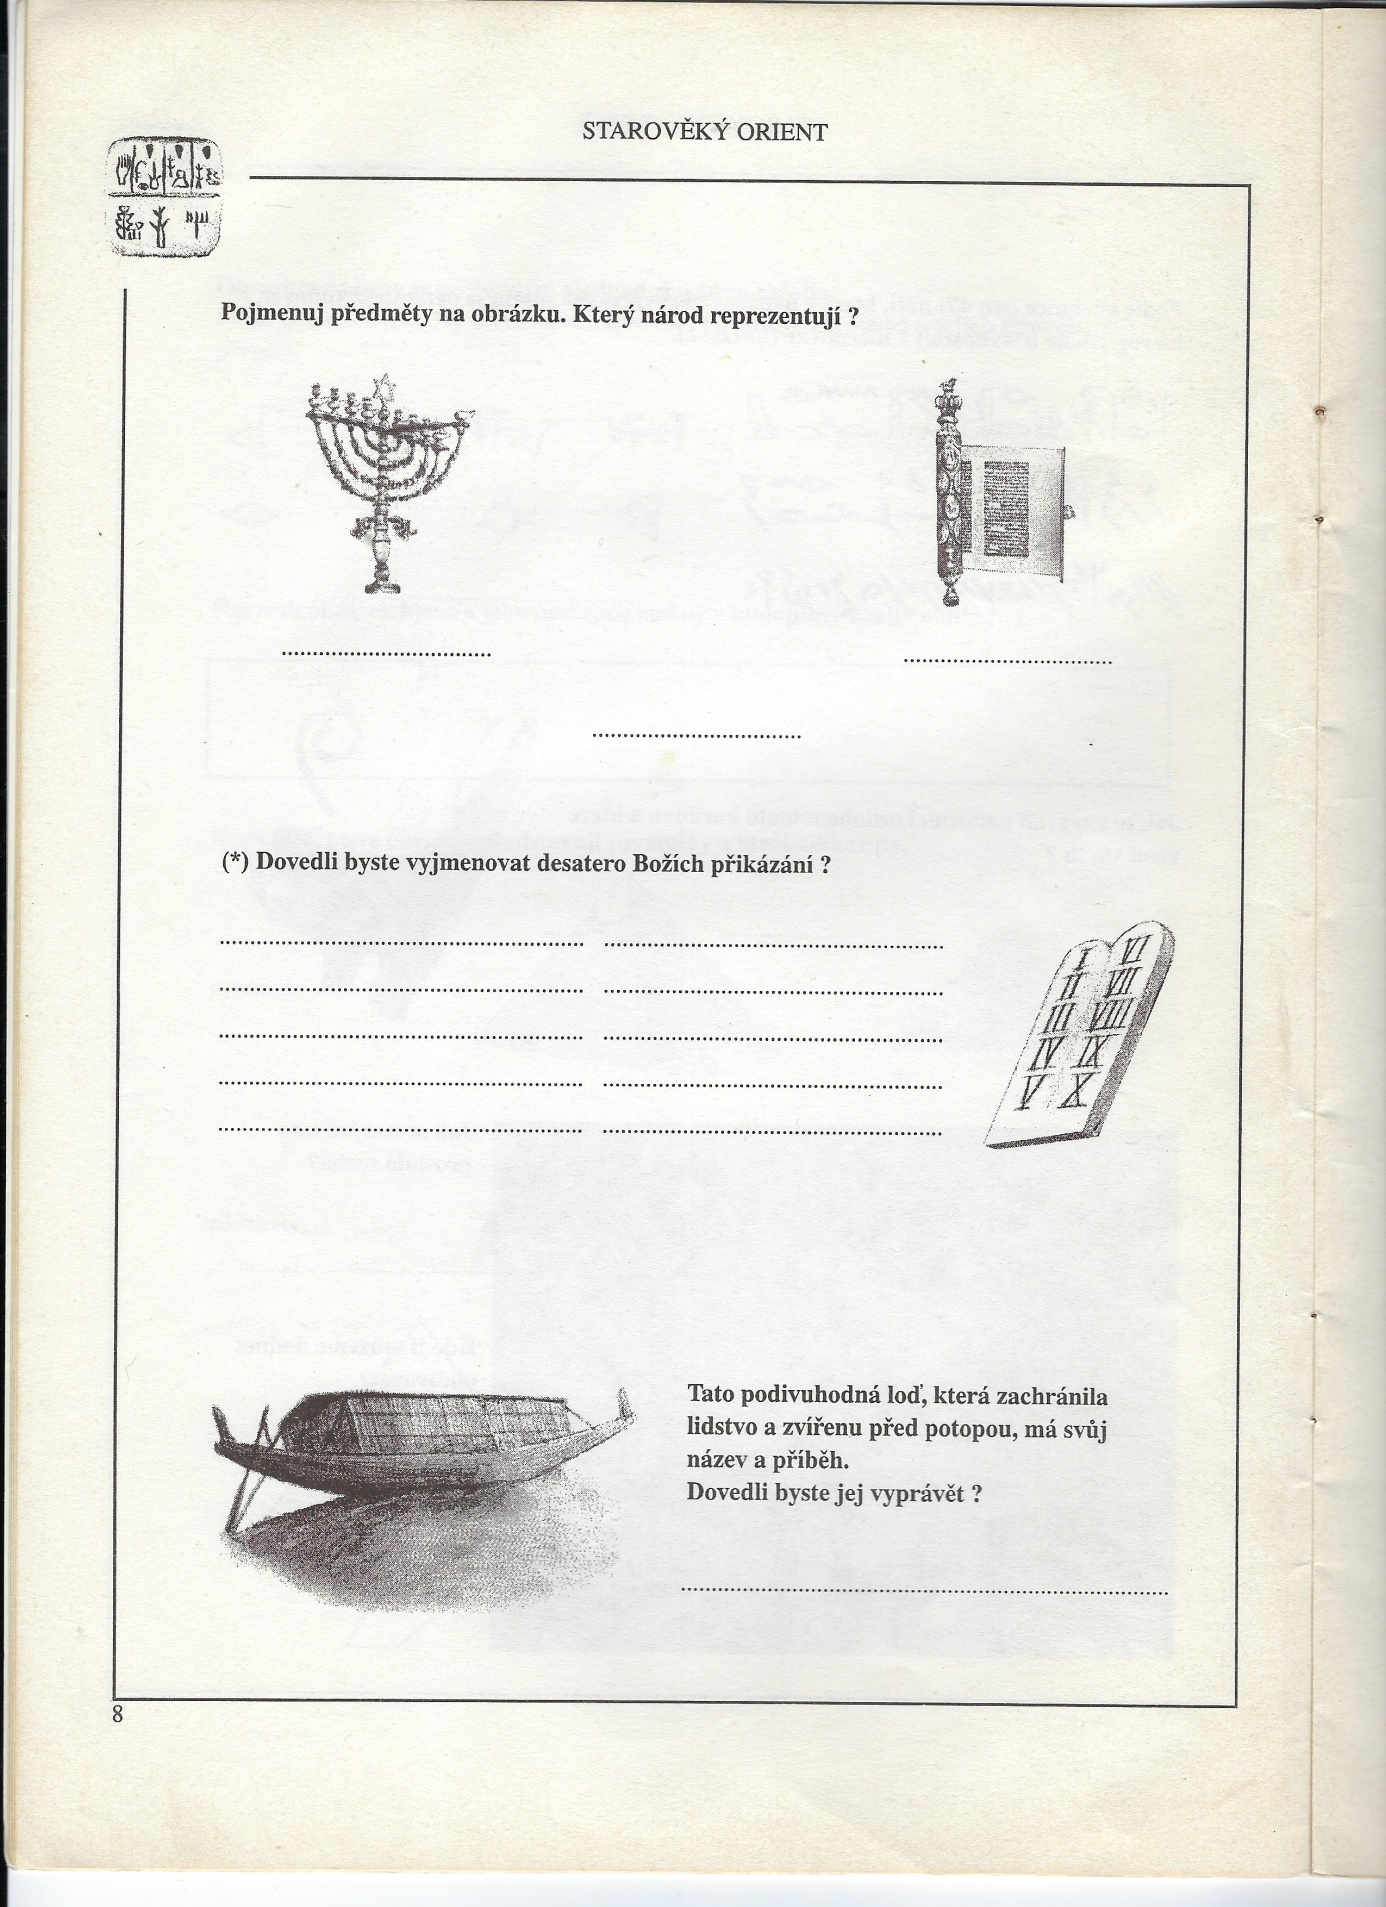 STAROVĚKÝ ORIENT
Pojmenuj předměty na obrázku. Který národ reprezentují ?
(*) Dovedli byste vyjmenovat desatero Božích přikázání ?
I VI
II VII
III VIII
IV IX
V X
Tato podivuhodná loď, která zachránila
lidstvo a zvířenu před potopou, má svůj
název a příběh.
Dovedli byste jej vyprávět ?
8